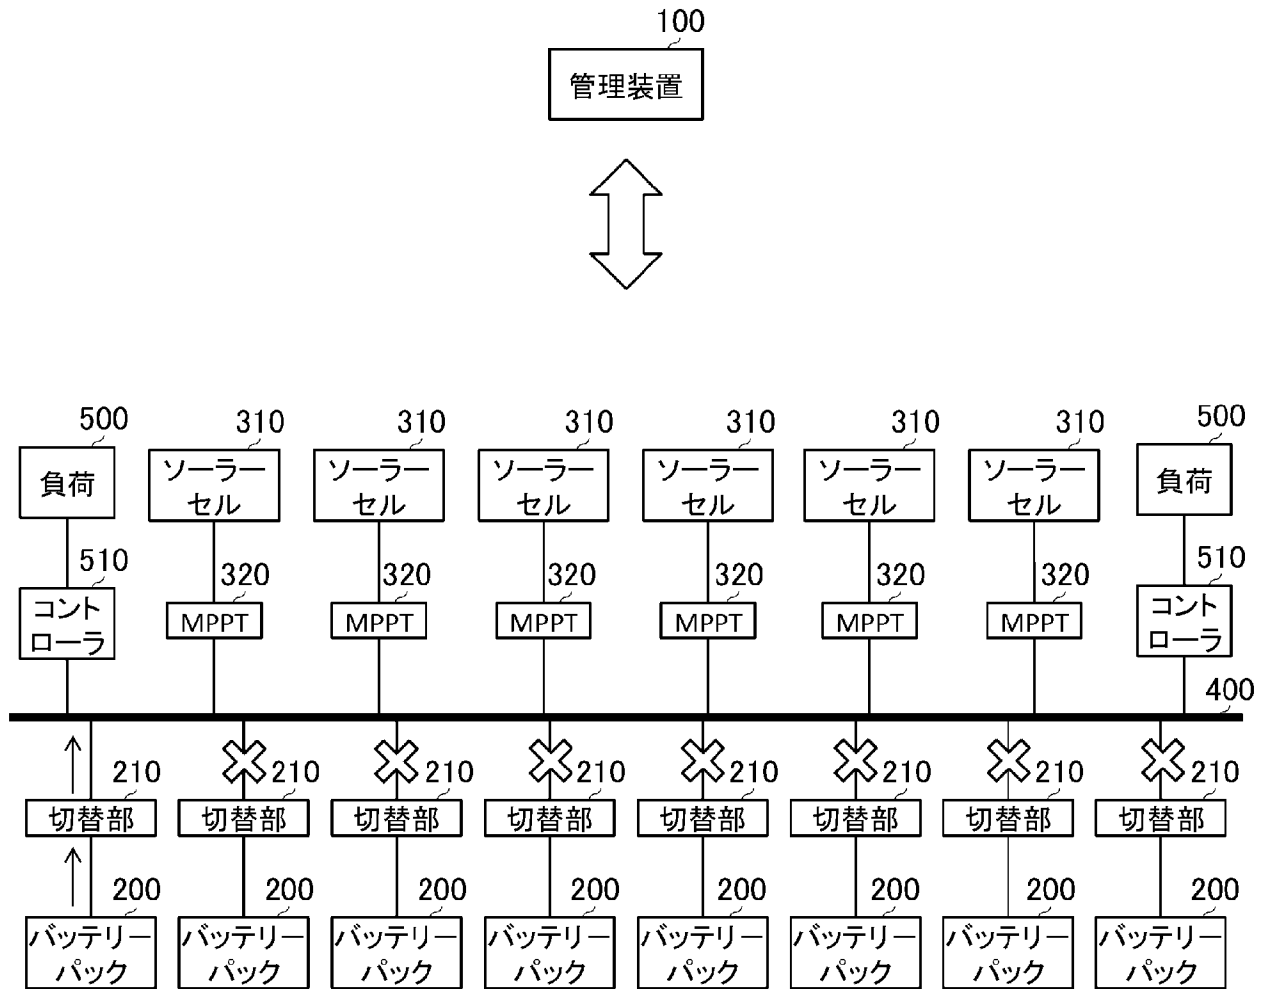 100
管理装置
500 310 310 310 310 310 310 500
負荷 ソーラー ソーラー ソーラー ソーラー ソーラー ソーラー 負荷
セル セル セル セル セル セル
510 320 320 320 320 320 320 510
コント MPPT MPPT MPPT MPPT MPPT MPPT コント
ローラ ローラ
400
210 210 210 210 210 210 210 210
切替部 切替部 切替部 切替部 切替部 切替部 切替部 切替部
200 200 200 200 200 200 200 200
バッテリー バッテリー バッテリー バッテリー バッテリー バッテリー バッテリー バッテリー
パック パック パック パック パック パック パック パック